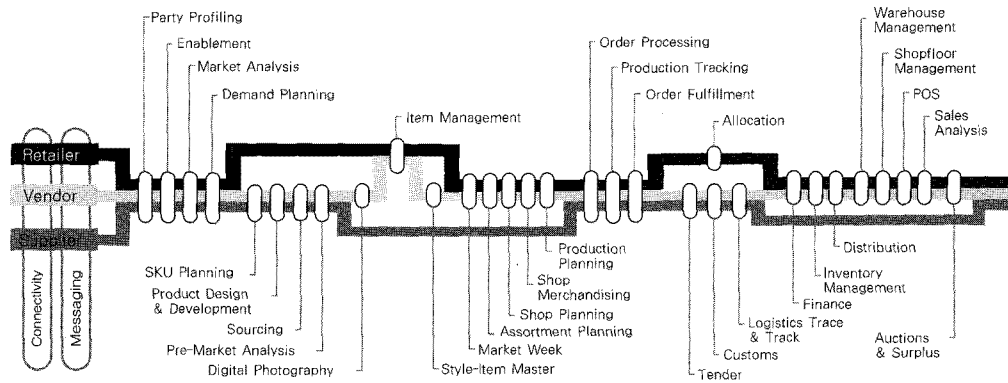 Party Profiling
Enablement
Market Analysis
Demand Planning
Item Management
Order Processing
Production Tracking
Order Fulfillment
Allocation
Warehouse
Management
Shopfloor
Management
POS
Sales
Analysis
Retailer
Vendor
Supplier
Connectivity
Messaging
SKU Planning
Product Design
& Development
Sourcing
Pre-Market Analysis
Digital Photography
Style-Item Master
Market Week
Assortment Planning
Shop Planning
Shop
Merchandising
Production
Planning
Tender
Customs
Logistics Trace
& Track
Finance
Inventory
Management
Distribution
Auctions
& Surplus